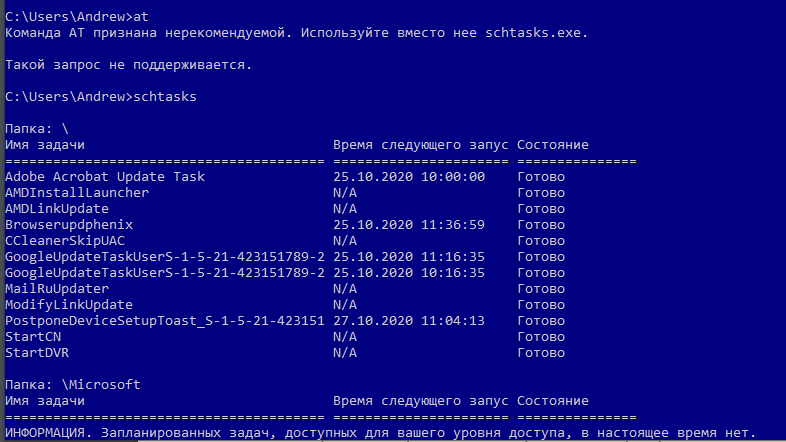 C:\Users\Andrew>at
Команда AT признана нерекомендуемой. Используйте вместо нее schtasks.exe.
Такой запрос не поддерживается.
C:\Users\Andrew>schtasks
Папка: \
Имя задачи Время следующего запус Состояние
======================================== ====================== ===============
Adobe Acrobat Update Task 25.10.2020 10:00:00 Готово
AMDInstallLauncher N/A Готово
AMDLinkUpdate N/A Готово
Browserupdphenix 25.10.2020 11:36:59 Готово
CCleanerSkipUAC N/A Готово
GoogleUpdateTaskUserS-1-5-21-423151789-2 25.10.2020 11:16:35 Готово
GoogleUpdateTaskUserS-1-5-21-423151789-2 25.10.2020 10:16:35 Готово
MailRuUpdater N/A Готово
ModifyLinkUpdate N/A Готово
PostponeDeviceSetupToast_S-1-5-21-423151 27.10.2020 11:04:13 Готово
StartCN N/A Готово
StartDVR N/A Готово
Папка: \Microsoft
Имя задачи Время следующего запус Состояние
======================================== ====================== ===============
ИНФОРМАЦИЯ. Запланированных задач, доступных для вашего уровня доступа, в настоящее время нет.